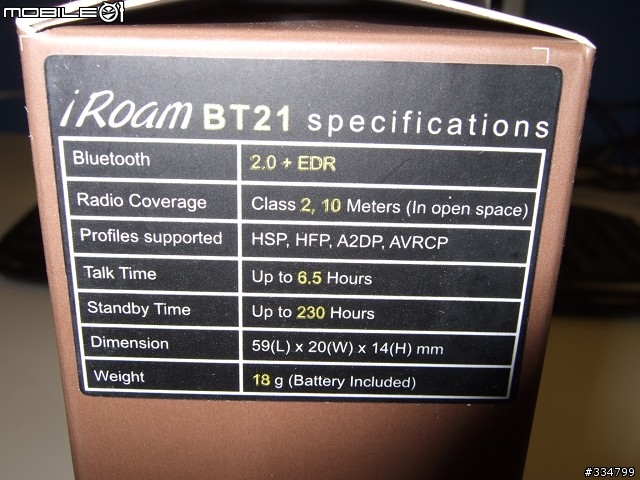 MOBILE01
iRoam BT21 specifications
Bluetooth 2.0 + EDR
Radio Coverage Class 2, 10 Meters (In open space)
Profiles supported HSP, HFP, A2DP, AVRCP
Talk Time Up to 6.5 Hours
Standby Time Up to 230 Hours
Dimension 59(L) x 20(W) x 14(H) mm
Weight 18 g (Battery Included)
#334799